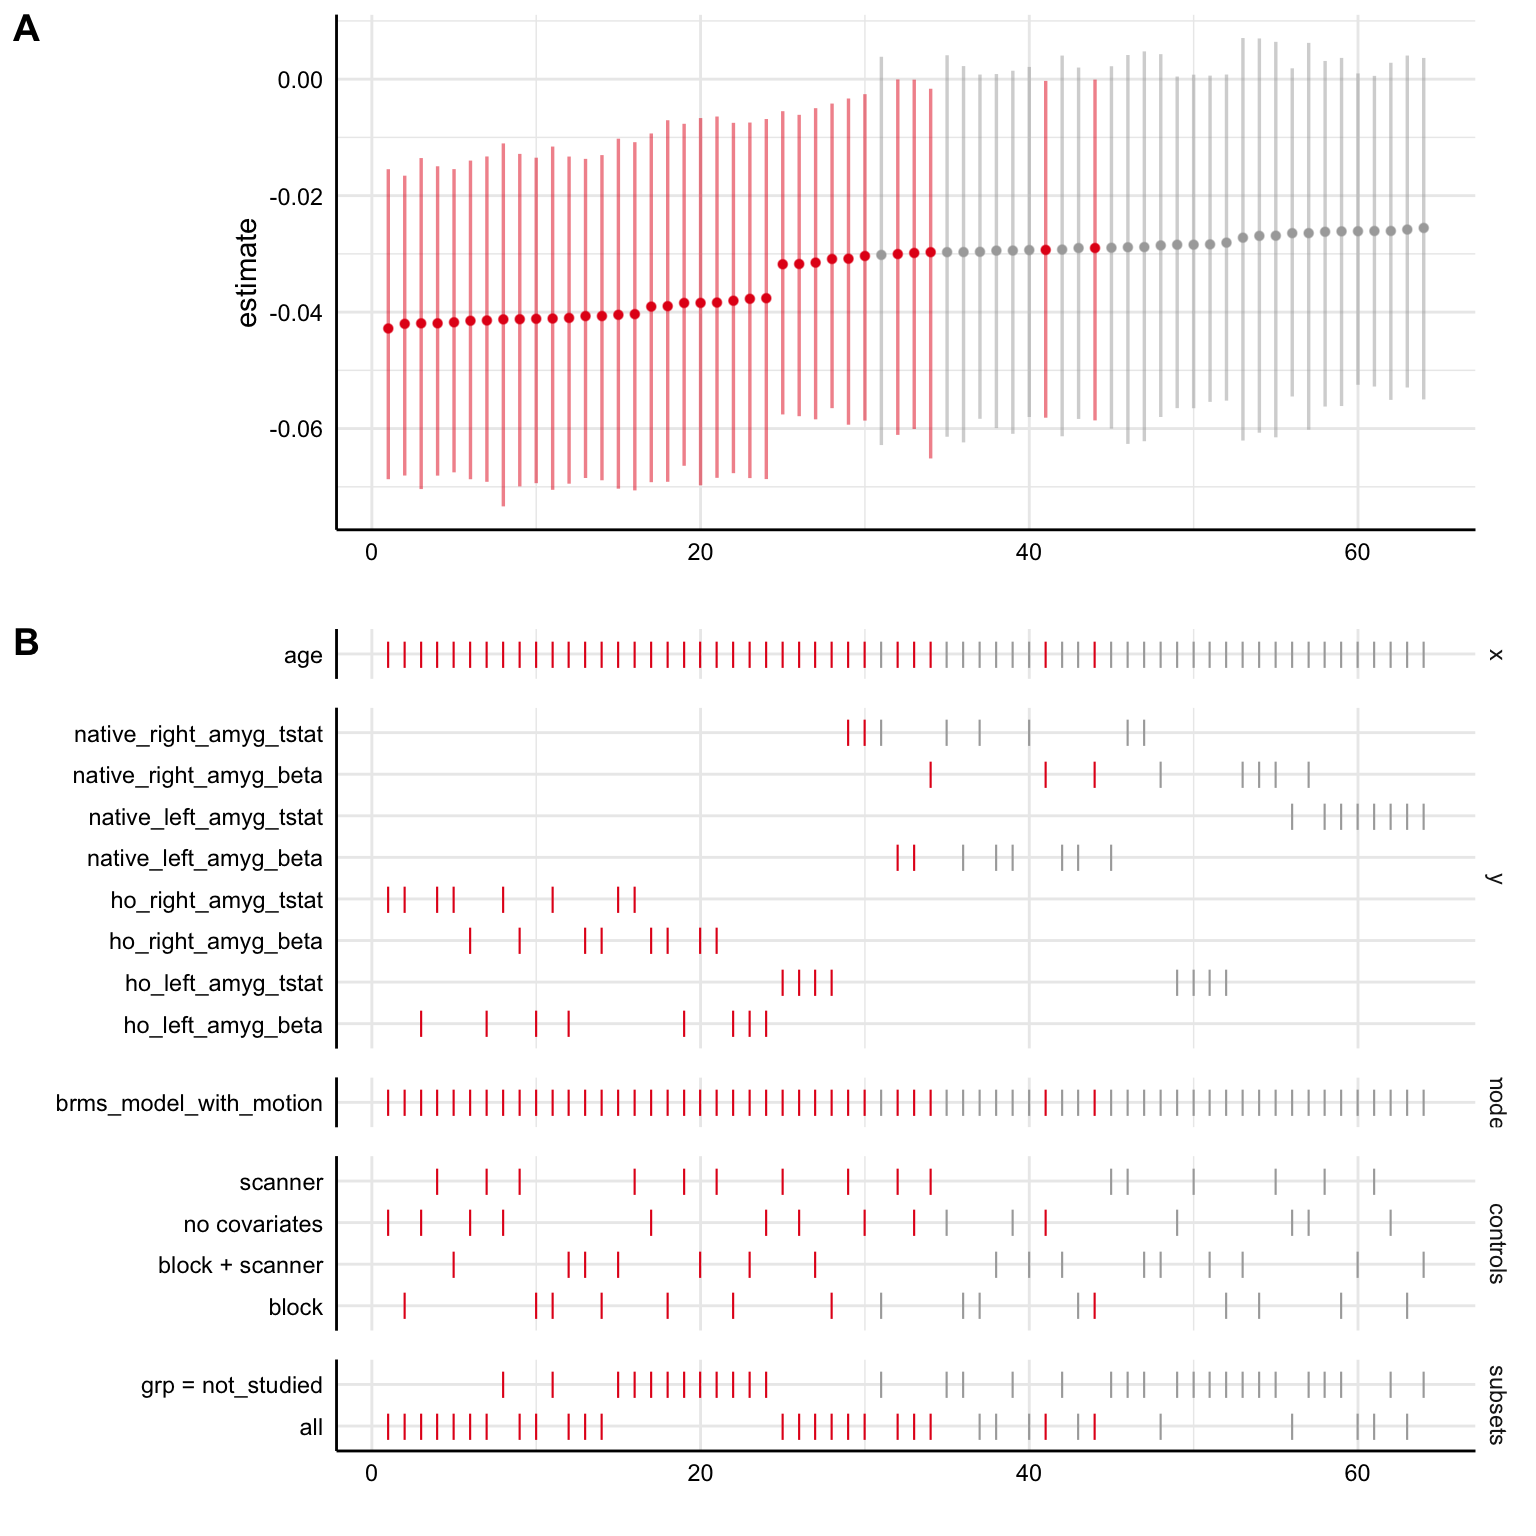 A
0.00
-0.02
-0.04
-0.06
estimate
0 20 40 60
B
age
x
native_right_amyg_tstat
native_right_amyg_beta
native_left_amyg_tstat
native_left_amyg_beta
ho_right_amyg_tstat
ho_right_amyg_beta
ho_left_amyg_tstat
ho_left_amyg_beta
y
brms_model_with_motion
node
scanner
no covariates
block + scanner
block
controls
grp = not_studied
all
subsets
0 20 40 60